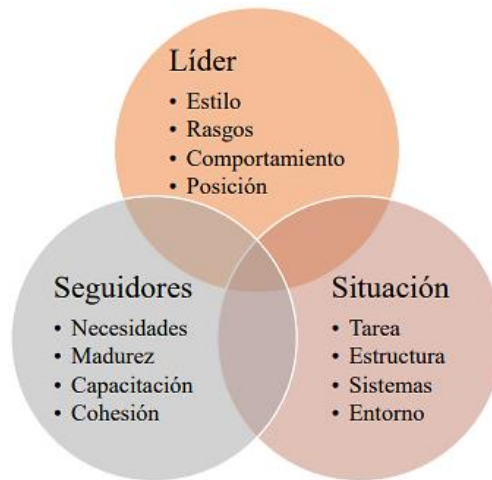 Líder
• Estilo
• Rasgos
• Comportamiento
• Posición
Seguidores
• Necesidades
• Madurez
• Capacitación
• Cohesión
Situación
• Tarea
• Estructura
• Sistemas
• Entorno